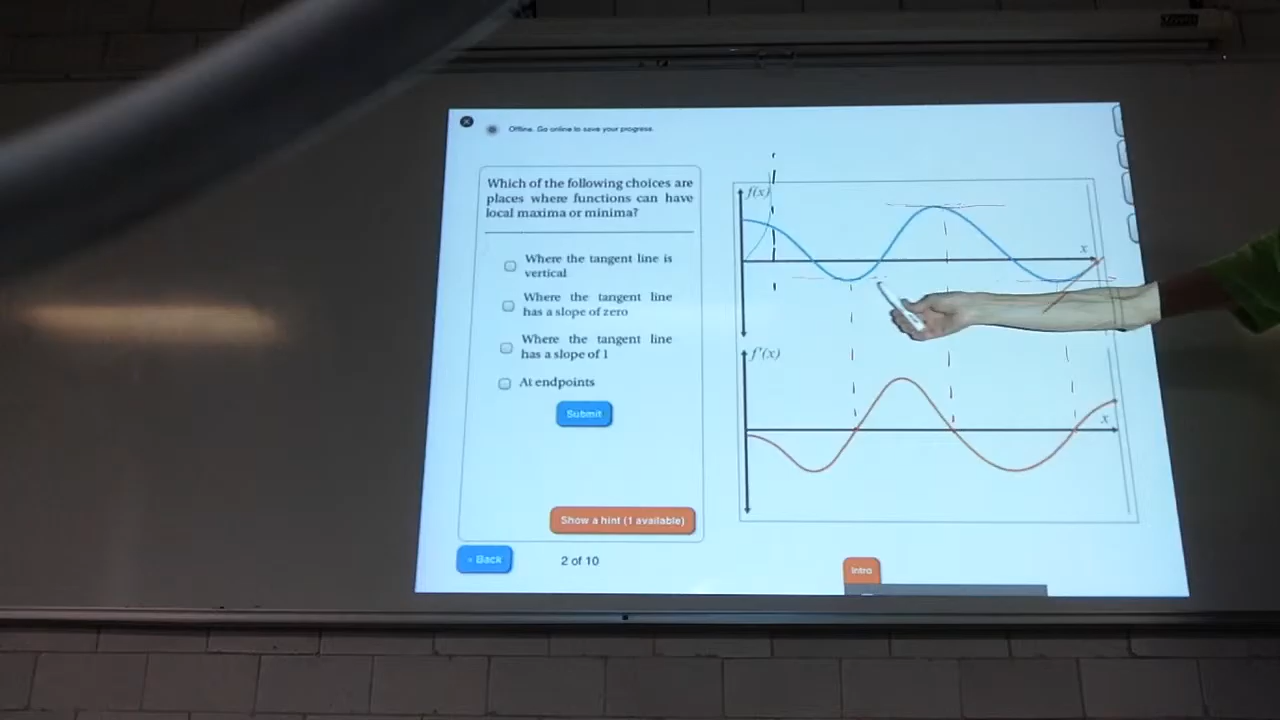 Offline. Go online to save your progress.
Which of the following choices are
places where functions can have
local maxima or minima?
Where the tangent line is
vertical
Where the tangent line
has a slope of zero
Where the tangent line
has a slope of 1
At endpoints
Submit
Show a hint (1 available)
« Back
2 of 10
f(x)
x
f'(x)
x
Intro